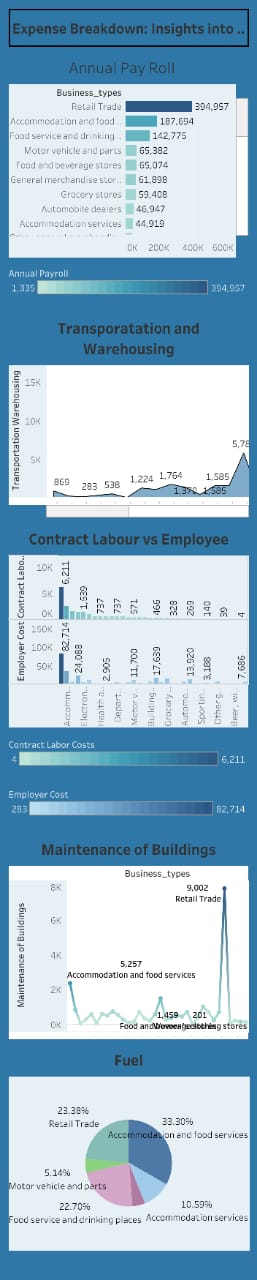 Expense Breakdown: Insights into ..
Annual Pay Roll
Business_types
Retail Trade 394,957
Accommodation and food .. 187,694
Food service and drinking .. 142,775
Motor vehicle and parts 65,382
Food and beverage stores 65,074
General merchandise stor.. 61,898
Grocery stores 59,408
Automobile dealers 46,947
Accommodation services 44,919
0K 200K 400K 600K
Annual Payroll
1,335 394,957
Transporatation and
Warehousing
Transportation Warehousing
15K
10K
5K
869 283 538 1,224 1,764 1,370 1,585 1,585 5,78
Contract Labour vs Employee
Contract Labo..
10K
5K
0K
6,211 1,539 737 737 571 466 328 269 140 39 4
Employer Cost
150K
100K
50K
82,714 24,088 2,905 11,700 17,639 13,920 3,188 7,686
Accomm..
Electron..
Health a..
Depart..
Motor v..
Building..
Grocery ..
Automo..
Sportin..
Other g..
Beer, wi..
Contract Labor Costs
4 6,211
Employer Cost
283 82,714
Maintenance of Buildings
Business_types
Maintenance of Buildings
8K
6K
4K
2K
0K
9,002
Retail Trade
5,257
Accommodation and food services
1,459 201
Food and beverage stores
Women's clothing stores
Fuel
23.38%
Retail Trade
33.30%
Accommodation and food services
5.14%
Motor vehicle and parts
22.70%
Food service and drinking places
10.59%
Accommodation services